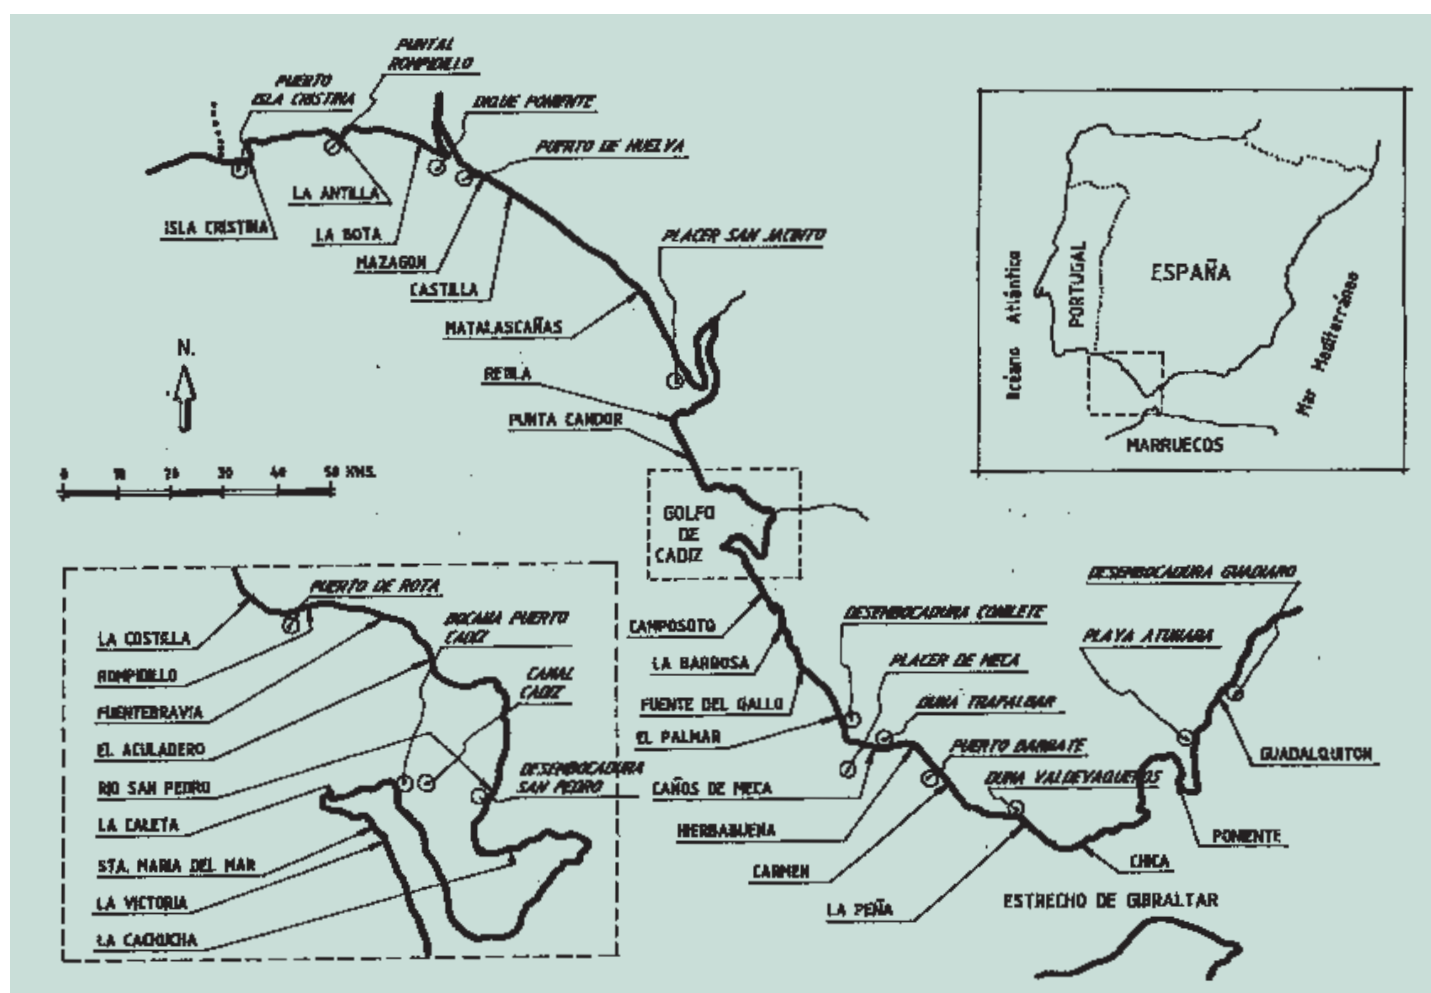 PUNTAL
ROMPIDILLO
PUERTO
ISLA CRISTINA
DIQUE PONIENTE
PUERTO DE HUELVA
LA ANTILLA
ISLA CRISTINA
LA BOTA
MAZAGON
CASTILLA
MATALASCAÑAS
PLACER SAN JACINTO
REGLA
PUNTA CANDOR
N.
0 10 20 30 40 50 KMS.
GOLFO
DE
CADIZ
Océano Atlántico
PORTUGAL
ESPAÑA
Mar Mediterráneo
MARRUECOS
PUERTO DE ROTA
LA COSTILLA
BOCANA PUERTO
CADIZ
ROMPIDILLO
CANAL
CADIZ
FUENTEBRAVIA
EL ACULADERO
RIO SAN PEDRO
DESEMBOCADURA
SAN PEDRO
LA CALETA
STA. MARIA DEL MAR
LA VICTORIA
LA CACHUCHA
CAMPOSOTO
LA BARROSA
FUENTE DEL GALLO
EL PALMAR
CAÑOS DE MECA
HIERBABUENA
CARMEN
LA PEÑA
DESEMBOCADURA CONILETE
PLACER DE MECA
DUNA TRAFALGAR
PUERTO BARBATE
DUNA VALDEVAQUEROS
DESEMBOCADURA GUADIARO
PLAYA ATUNARA
GUADALQUITON
PONIENTE
CHICA
ESTRECHO DE GIBRALTAR